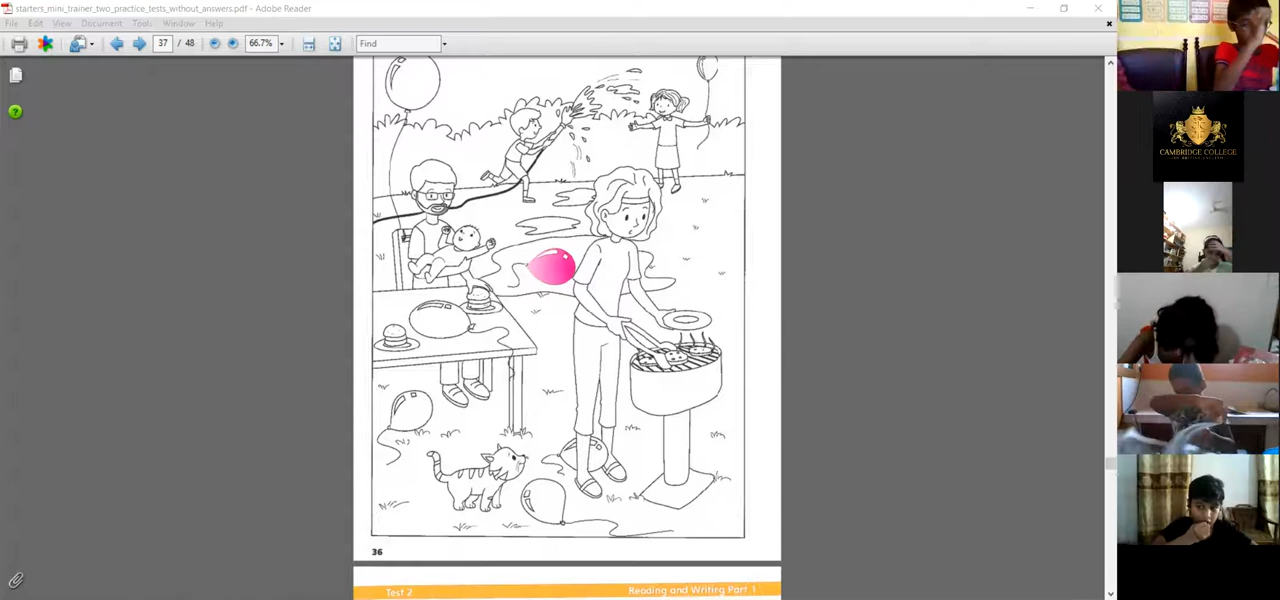 starters_mini_trainer_two_practice_tests_without_answers.pdf - Adobe Reader
File Edit View Document Tools Window Help
37 / 48 66.7% Find
CAMBRIDGE COLLEGE
36
Test 2 Reading and Writing Part 1